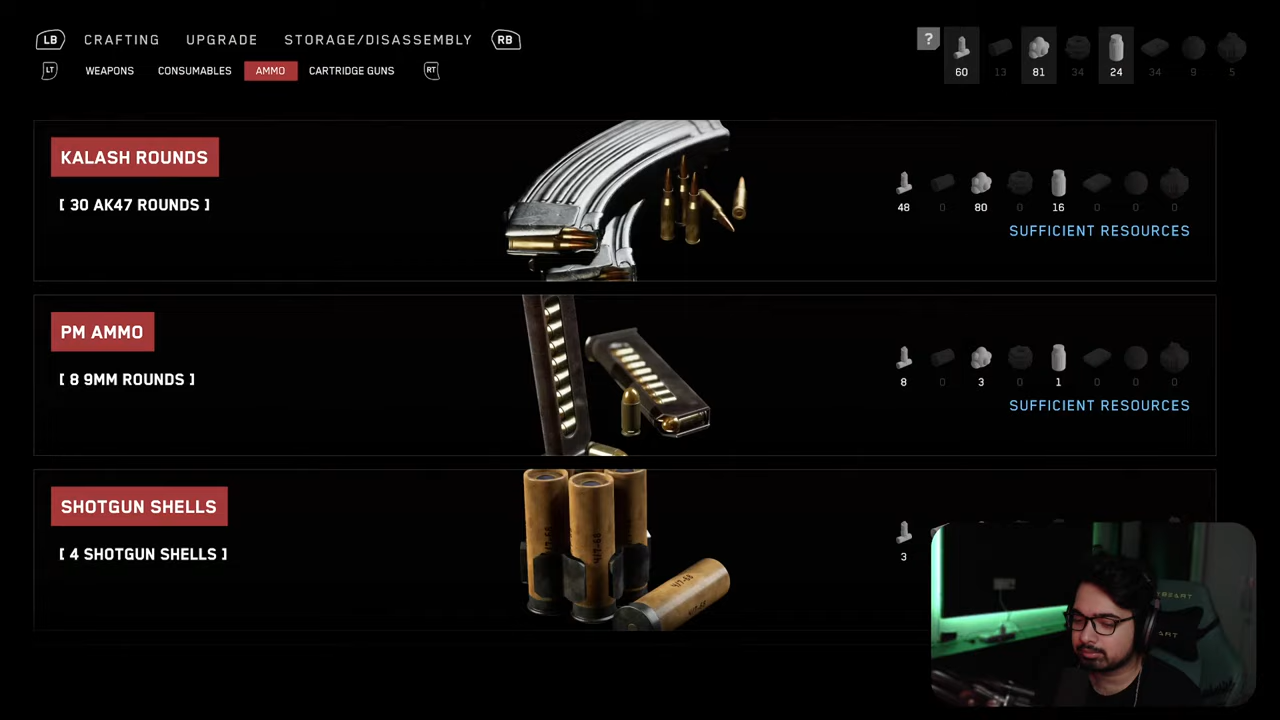 LB CRAFTING UPGRADE STORAGE/DISASSEMBLY RB
LT WEAPONS CONSUMABLES AMMO CARTRIDGE GUNS RT
?
60 13 81 34 24 34 9 5
KALASH ROUNDS
[ 30 AK47 ROUNDS ]
48 0 80 0 16 0 0 0
SUFFICIENT RESOURCES
PM AMMO
[ 8 9MM ROUNDS ]
8 0 3 0 1 0 0 0
SUFFICIENT RESOURCES
SHOTGUN SHELLS
[ 4 SHOTGUN SHELLS ]
3